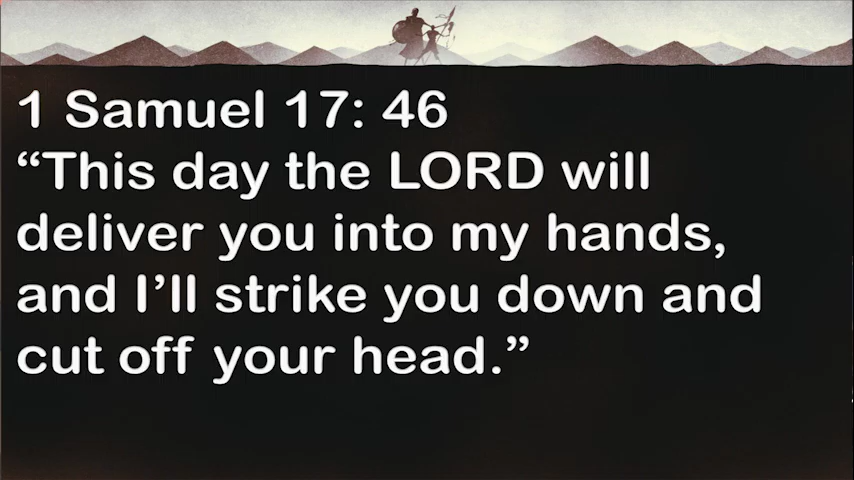 1 Samuel 17: 46
“This day the LORD will
deliver you into my hands,
and I’ll strike you down and
cut off your head.”